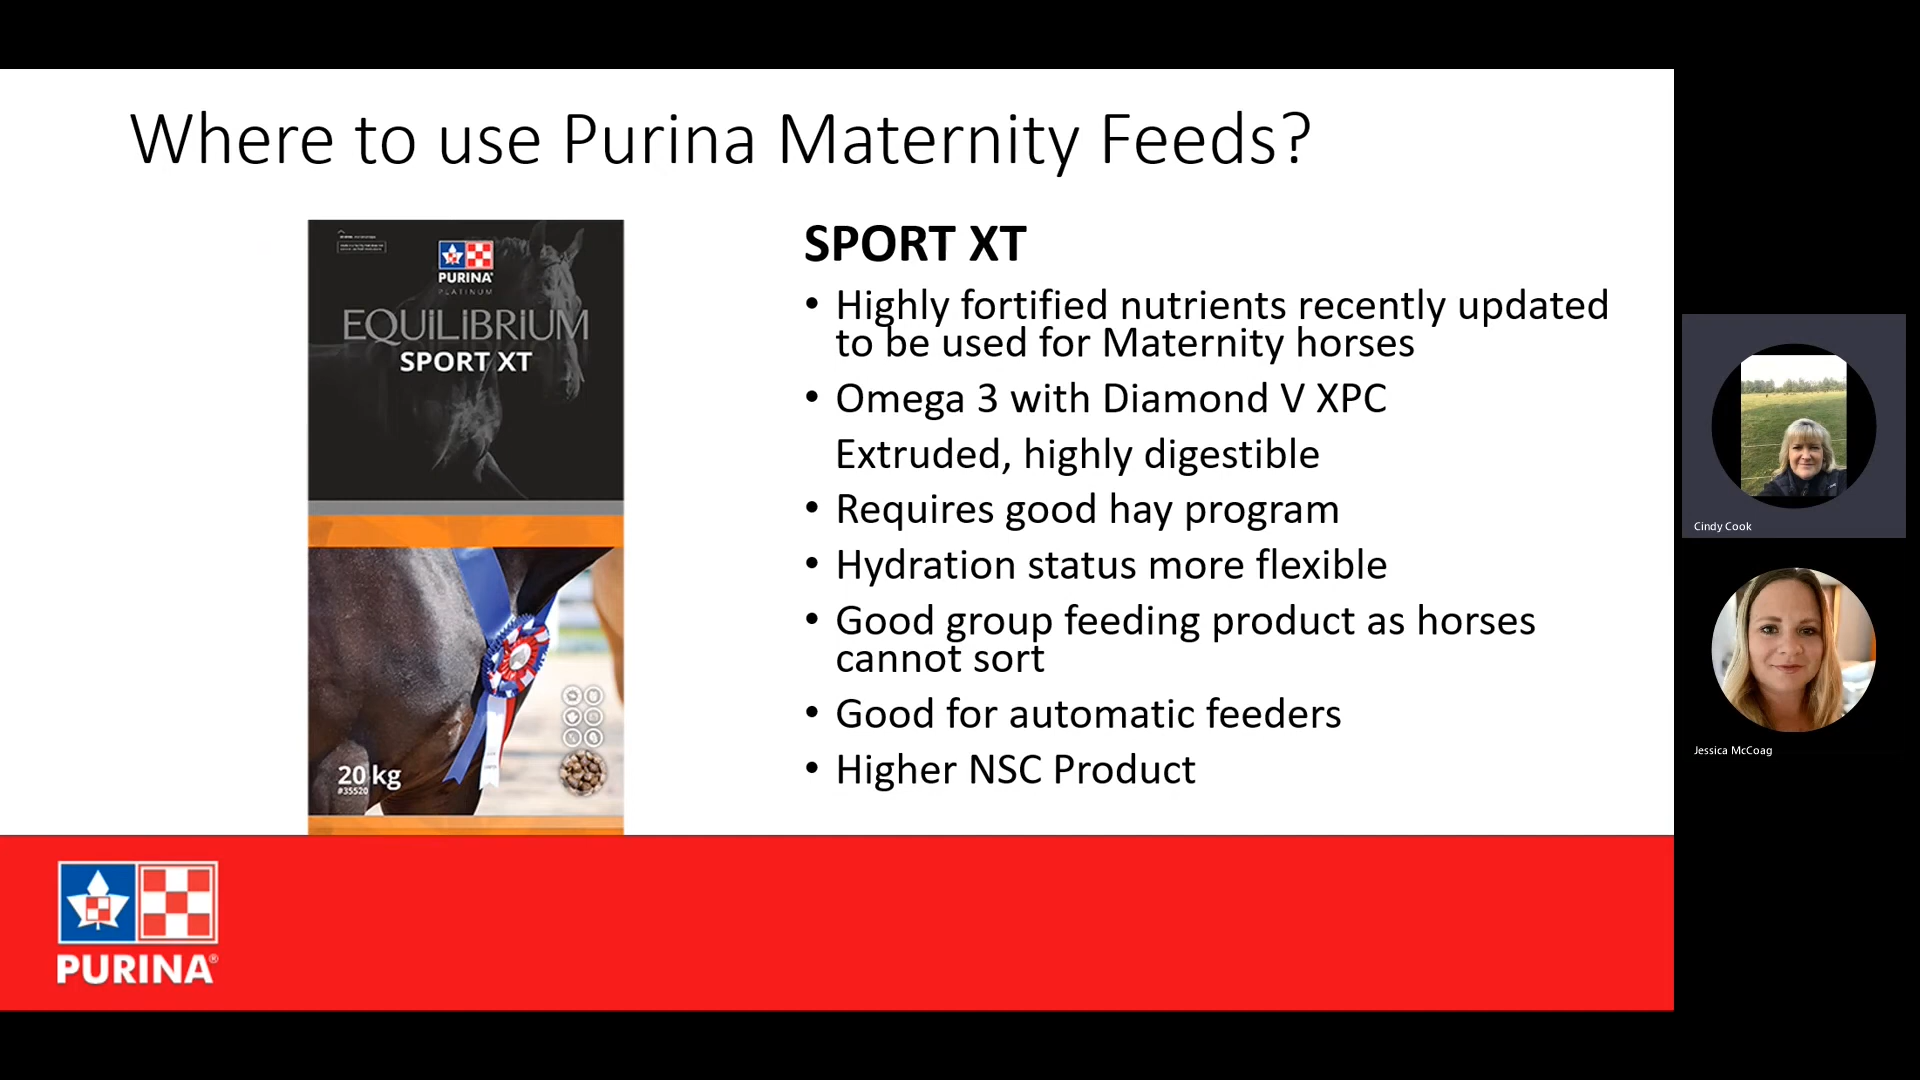 Where to use Purina Maternity Feeds?
PURINA
PLATINUM
EQUILIBRIUM
SPORT XT
20 kg
#35520
SPORT XT
• Highly fortified nutrients recently updated
to be used for Maternity horses
• Omega 3 with Diamond V XPC
Extruded, highly digestible
• Requires good hay program
• Hydration status more flexible
• Good group feeding product as horses
cannot sort
• Good for automatic feeders
• Higher NSC Product
PURINA®
Cindy Cook
Jessica McCoag